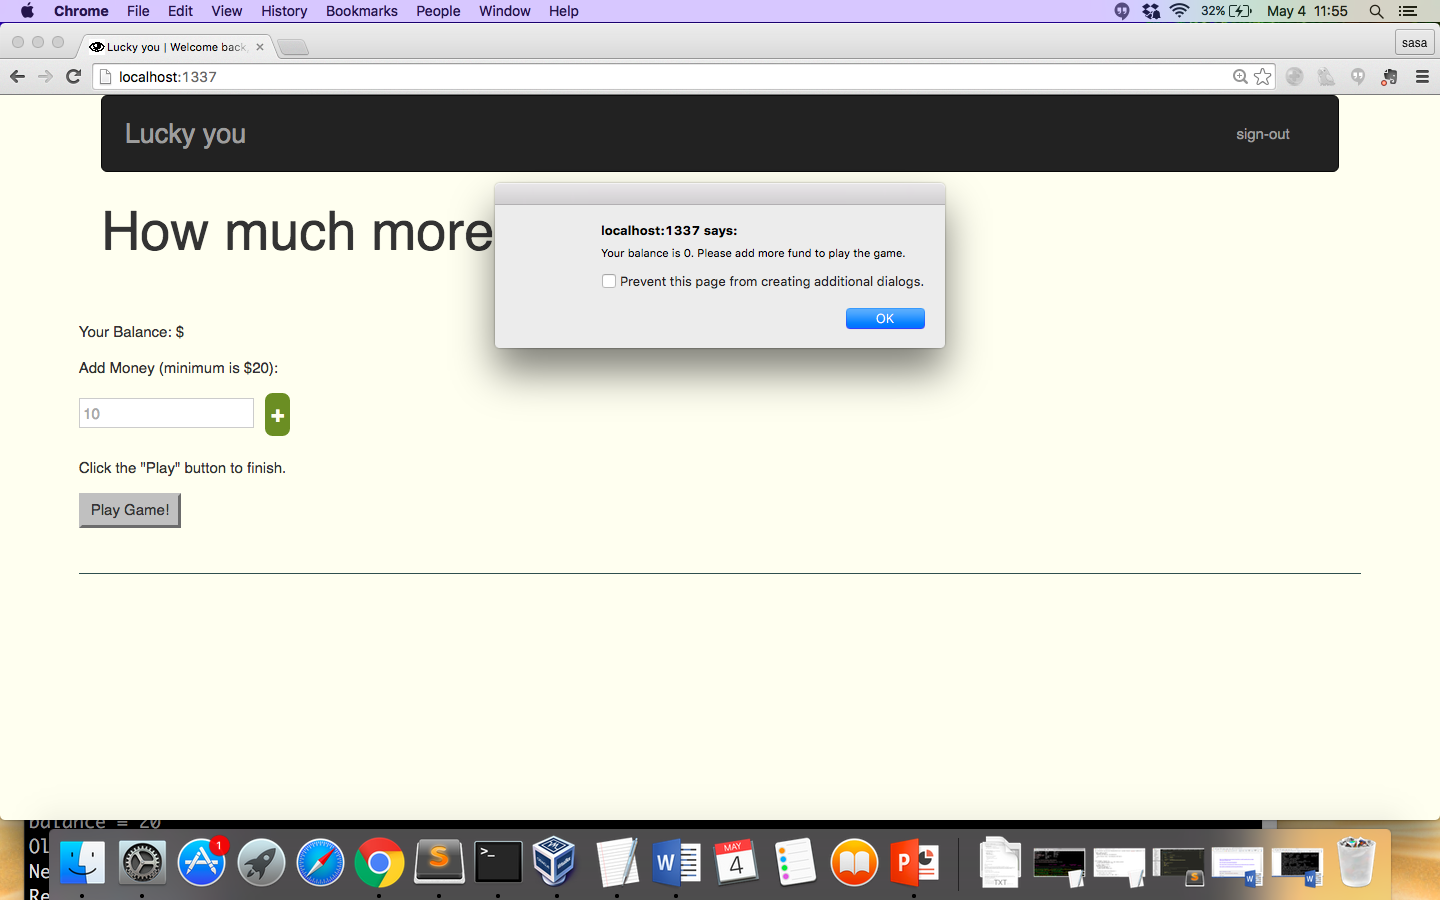 Chrome File Edit View History Bookmarks People Window Help 32% May 4 11:55
Lucky you | Welcome back, sasa
localhost:1337
Lucky you sign-out
How much more
localhost:1337 says:
Your balance is 0. Please add more fund to play the game.
Prevent this page from creating additional dialogs.
OK
Your Balance: $
Add Money (minimum is $20):
10
Click the "Play" button to finish.
Play Game!
balance = 20
Ol
Ne
Re
1
MAY
4
TXT